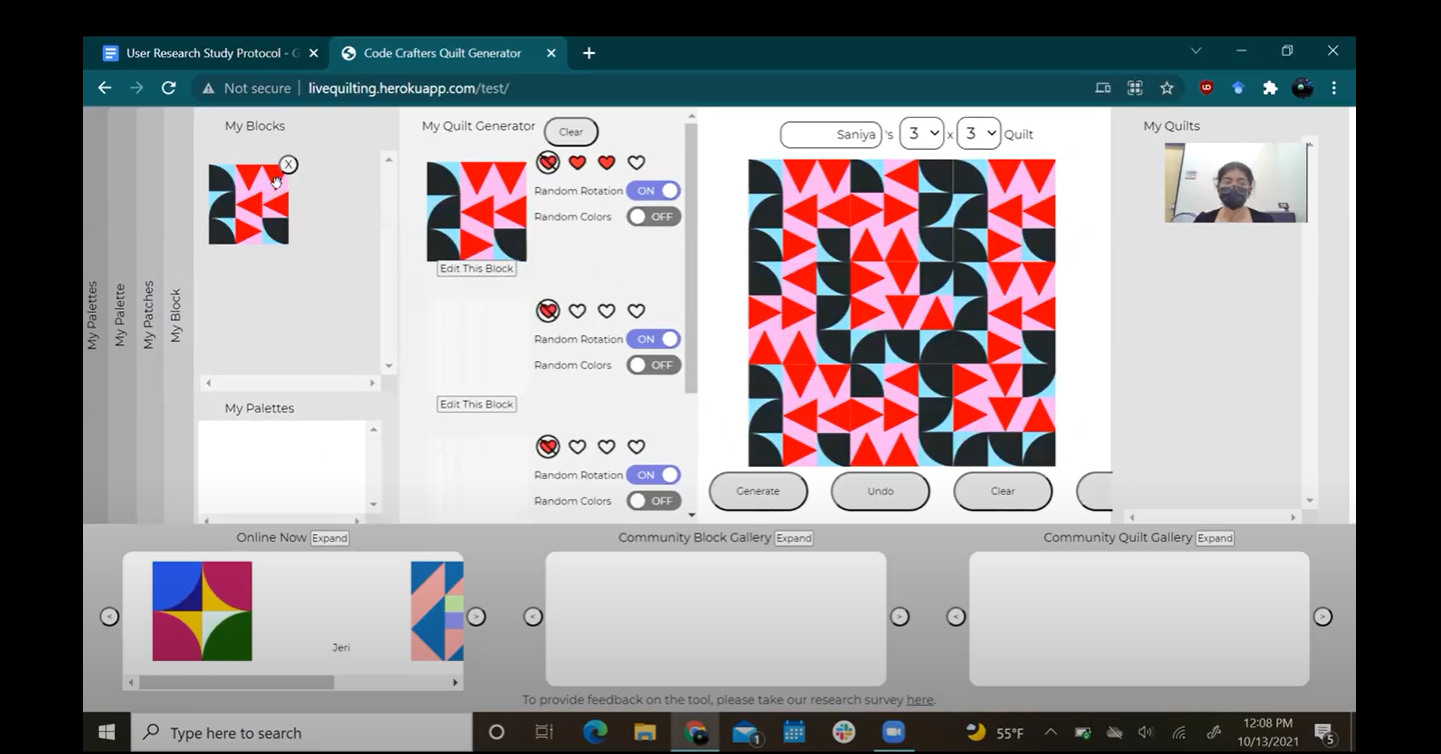 User Research Study Protocol - G
Code Crafters Quilt Generator
Not secure | livequilting.herokuapp.com/test/
My Palettes
My Palette
My Patches
My Block
My Blocks
X
My Palettes
My Quilt Generator
Clear
Random Rotation ON
Random Colors OFF
Edit This Block
Random Rotation ON
Random Colors OFF
Edit This Block
Random Rotation ON
Random Colors OFF
Saniya 's 3 x 3 Quilt
Generate
Undo
Clear
My Quilts
Online Now Expand
Jeri
Community Block Gallery Expand
Community Quilt Gallery Expand
< > < > < >
To provide feedback on the tool, please take our research survey here.
Type here to search
1
55°F
12:08 PM
10/13/2021
5